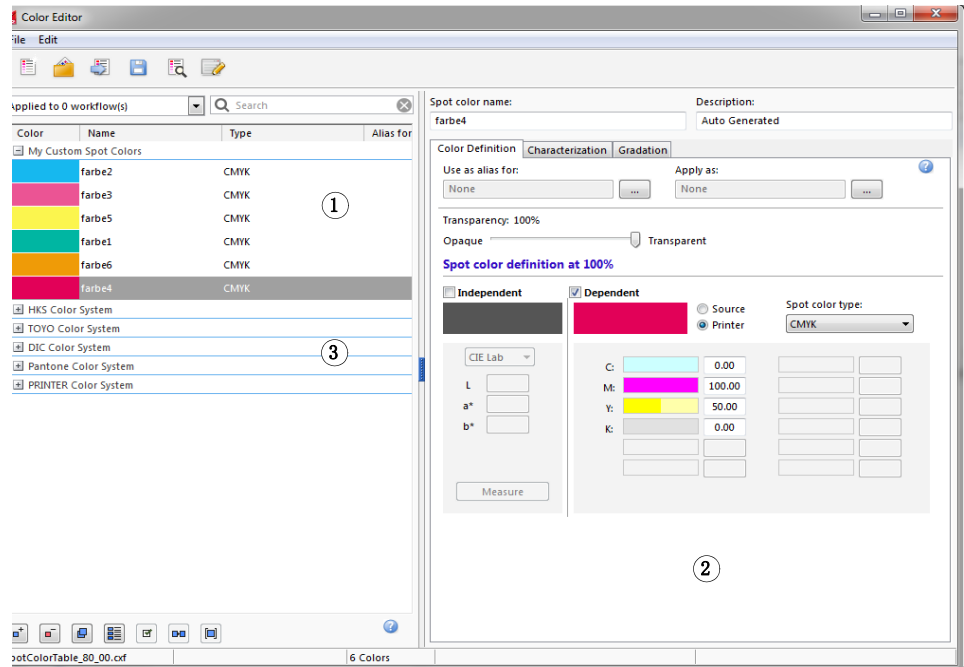 Color Editor
File Edit
Applied to 0 workflow(s) Search
Color Name Type Alias for
My Custom Spot Colors
farbe2 CMYK
farbe3 CMYK
farbe5 CMYK
farbe1 CMYK
farbe6 CMYK
farbe4 CMYK
HKS Color System
TOYO Color System
DIC Color System
Pantone Color System
PRINTER Color System
1
3
SpotColorTable_80_00.cxf 6 Colors
Spot color name: Description:
farbe4 Auto Generated
Color Definition Characterization Gradation
Use as alias for: Apply as:
None ... None ...
Transparency: 100%
Opaque Transparent
Spot color definition at 100%
Independent Dependent
Source
Printer
Spot color type:
CMYK
CIE Lab
L
a*
b*
Measure
C: 0.00
M: 100.00
Y: 50.00
K: 0.00
2